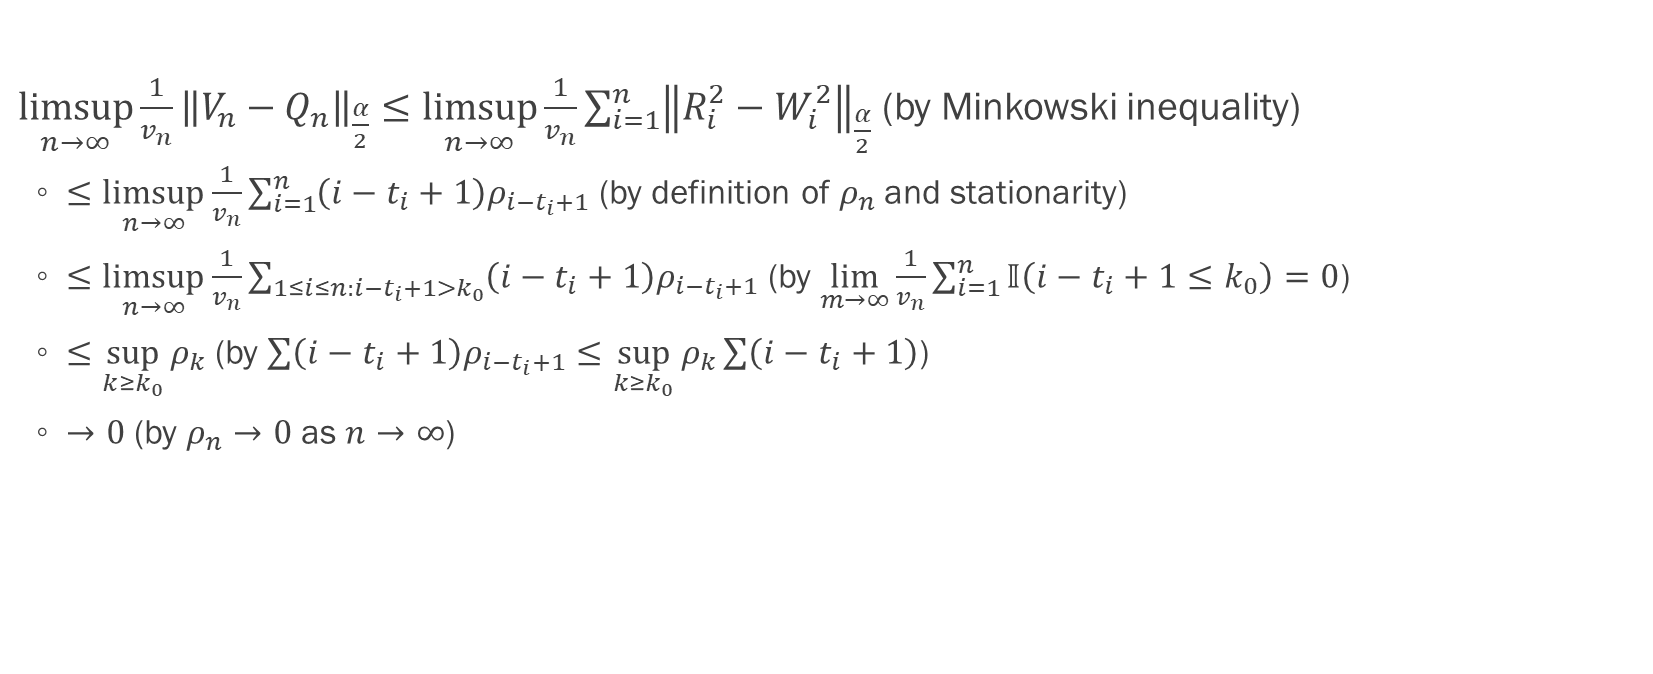 limsup_{n→∞} 1/v_n ‖V_n − Q_n‖_{α/2} ≤ limsup_{n→∞} 1/v_n ∑_{i=1}^{n} ‖R_i^2 − W_i^2‖_{α/2} (by Minkowski inequality)
◦ ≤ limsup_{n→∞} 1/v_n ∑_{i=1}^{n} (i − t_i + 1)ρ_{i−t_i+1} (by definition of ρ_n and stationarity)
◦ ≤ limsup_{n→∞} 1/v_n ∑_{1≤i≤n:i−t_i+1>k_0} (i − t_i + 1)ρ_{i−t_i+1} (by lim_{m→∞} 1/v_n ∑_{i=1}^{n} 𝕀(i − t_i + 1 ≤ k_0) = 0)
◦ ≤ sup_{k≥k_0} ρ_k (by ∑(i − t_i + 1)ρ_{i−t_i+1} ≤ sup_{k≥k_0} ρ_k ∑(i − t_i + 1))
◦ → 0 (by ρ_n → 0 as n → ∞)